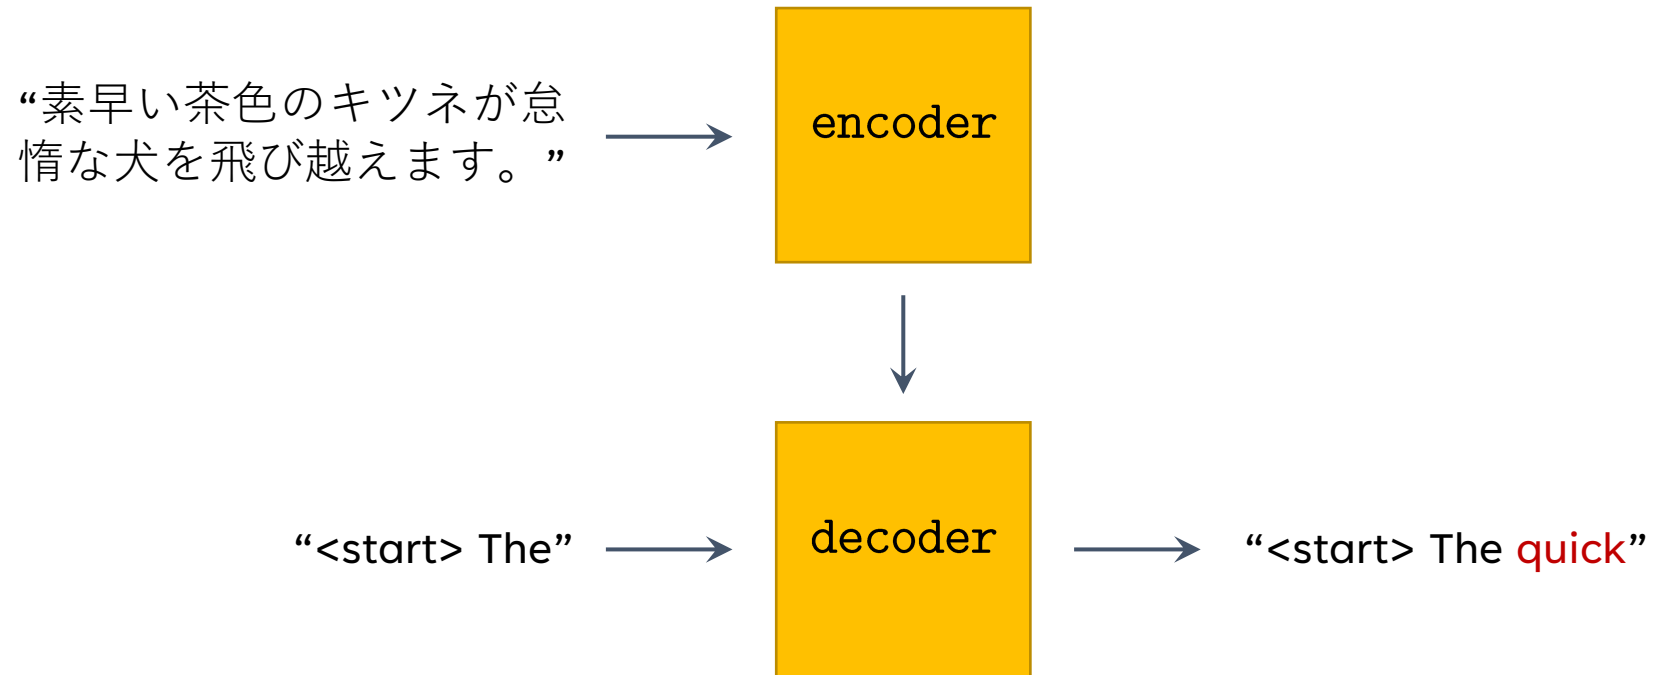 “素早い茶色のキツネが怠
惰な犬を飛び越えます。”
encoder
decoder
“<start> The”
“<start> The quick”